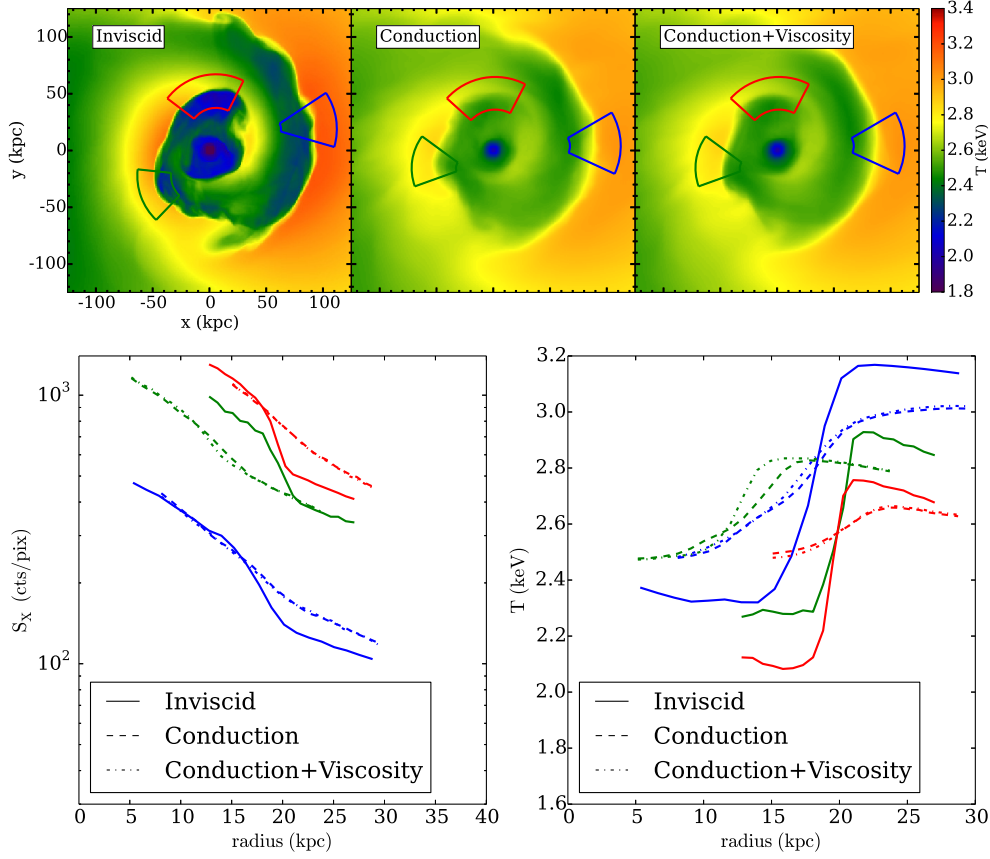 Inviscid
Conduction
Conduction+Viscosity
100
50
0
-50
-100
y (kpc)
-100
-50
0
50
100
x (kpc)
3.4
3.2
3.0
2.8
2.6
2.4
2.2
2.0
1.8
T (keV)
10³
10²
S_X (cts/pix)
0
5
10
15
20
25
30
35
40
radius (kpc)
Inviscid
Conduction
Conduction+Viscosity
3.2
3.0
2.8
2.6
2.4
2.2
2.0
1.8
1.6
T (keV)
0
5
10
15
20
25
30
radius (kpc)
Inviscid
Conduction
Conduction+Viscosity